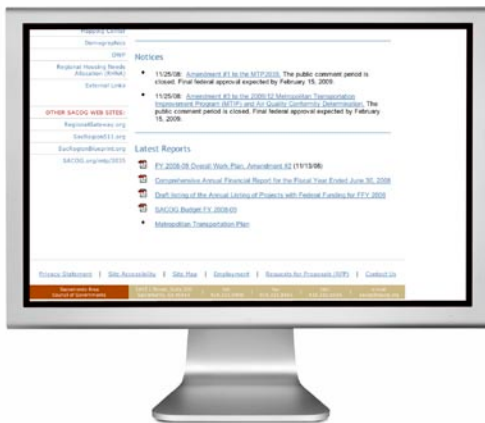 Mapping Center
Demographics
Regional Housing Needs
Allocation (RHNA)
External Links
OTHER SACOG WEB SITES:
RegionalGateway.org
SacRegion511.org
SacRegionBlueprint.org
SACOG.org/mtp/2035
Notices
• 11/25/08: Amendment #1 to the MTP2035. The public comment period is
closed. Final federal approval expected by February 15, 2009.
• 11/25/08: Amendment #3 to the 2009/12 Metropolitan Transportation
Improvement Program (MTIP) and Air Quality Conformity Determination. The
public comment period is closed. Final federal approval expected by February
15, 2009.
Latest Reports
FY 2008-09 Overall Work Plan, Amendment #2 (11/13/08)
Comprehensive Annual Financial Report for the Fiscal Year Ended June 30, 2008
Draft listing of the Annual Listing of Projects with Federal Funding for FFY 2008
SACOG Budget FY 2008-09
• Metropolitan Transportation Plan
Privacy Statement | Site Accessibility | Site Map | Employment | Requests for Proposals (RFP) | Contact Us
Sacramento Area
Council of Governments